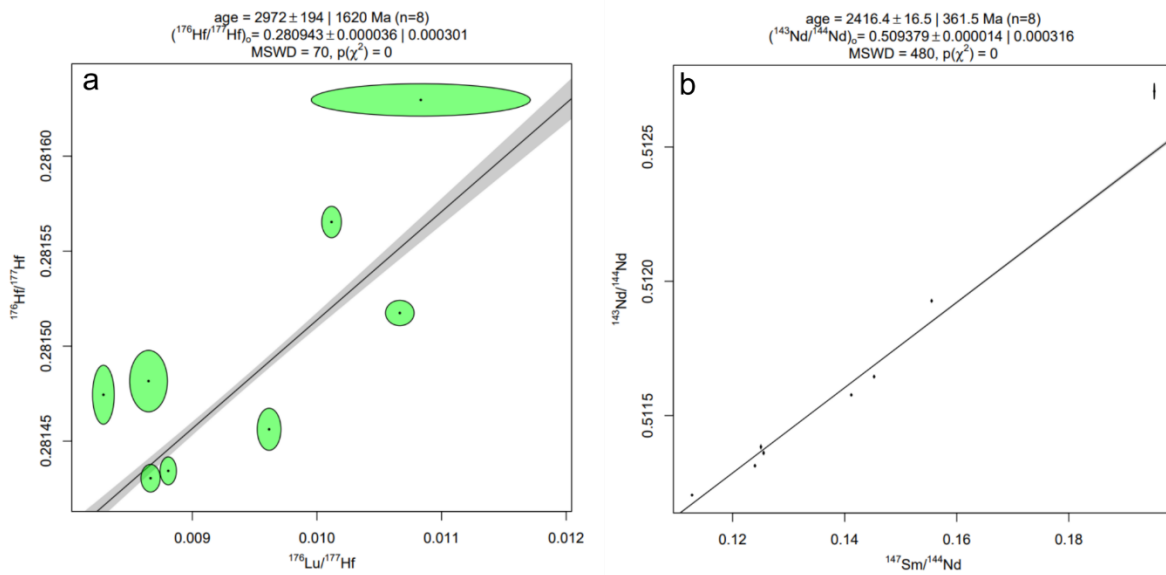 age = 2972 ± 194 | 1620 Ma (n=8)
(¹⁷⁶Hf/¹⁷⁷Hf)ₒ= 0.280943 ± 0.000036 | 0.000301
MSWD = 70, p(χ²) = 0
a
0.28160
0.28155
0.28150
0.28145
¹⁷⁶Hf/¹⁷⁷Hf
0.009 0.010 0.011 0.012
¹⁷⁶Lu/¹⁷⁷Hf
age = 2416.4 ± 16.5 | 361.5 Ma (n=8)
(¹⁴³Nd/¹⁴⁴Nd)ₒ= 0.509379 ± 0.000014 | 0.000316
MSWD = 480, p(χ²) = 0
b
0.5125
0.5120
0.5115
¹⁴³Nd/¹⁴⁴Nd
0.12 0.14 0.16 0.18
¹⁴⁷Sm/¹⁴⁴Nd